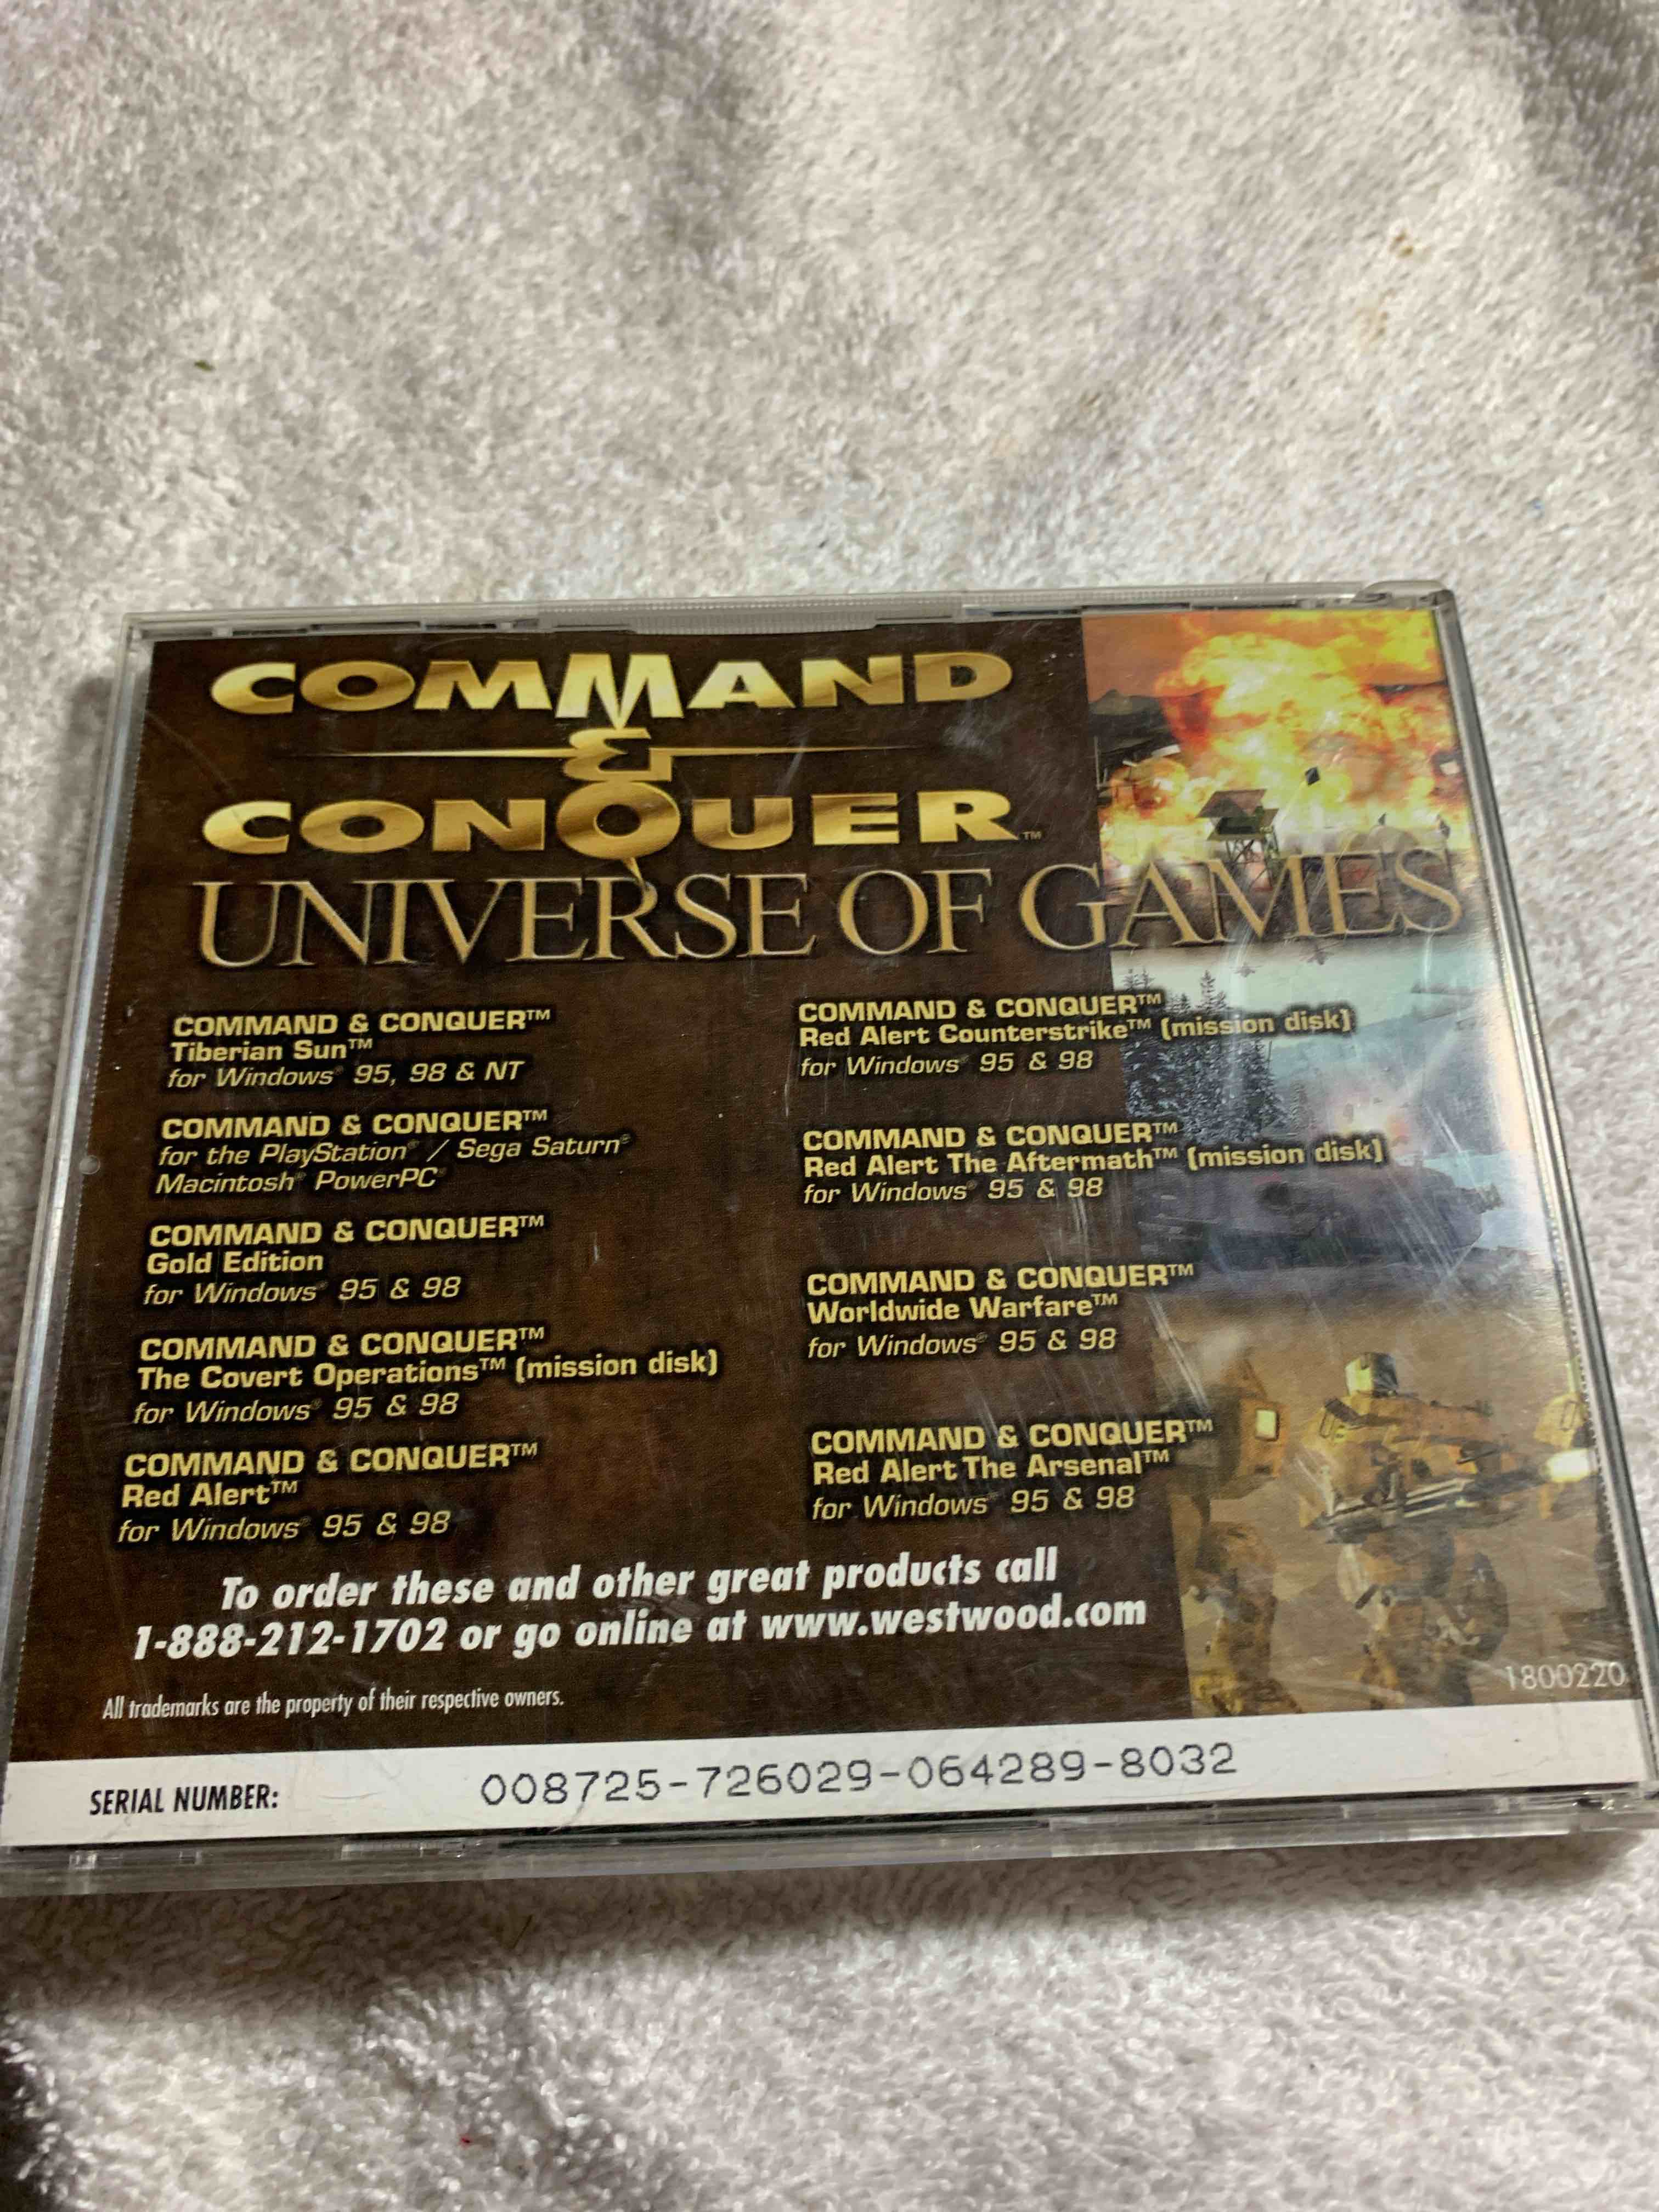 COMMAND
&
CONQUER™
UNIVERSE OF GAMES
COMMAND & CONQUER™
Tiberian Sun™
for Windows® 95, 98 & NT
COMMAND & CONQUER™
for the PlayStation® / Sega Saturn®
Macintosh® PowerPC®
COMMAND & CONQUER™
Gold Edition
for Windows® 95 & 98
COMMAND & CONQUER™
The Covert Operations™ (mission disk)
for Windows® 95 & 98
COMMAND & CONQUER™
Red Alert™
for Windows® 95 & 98
COMMAND & CONQUER™
Red Alert Counterstrike™ (mission disk)
for Windows® 95 & 98
COMMAND & CONQUER™
Red Alert The Aftermath™ (mission disk)
for Windows® 95 & 98
COMMAND & CONQUER™
Worldwide Warfare™
for Windows® 95 & 98
COMMAND & CONQUER™
Red Alert The Arsenal™
for Windows® 95 & 98
To order these and other great products call
1-888-212-1702 or go online at www.westwood.com
All trademarks are the property of their respective owners.
1800220
SERIAL NUMBER: 008725-726029-064289-8032